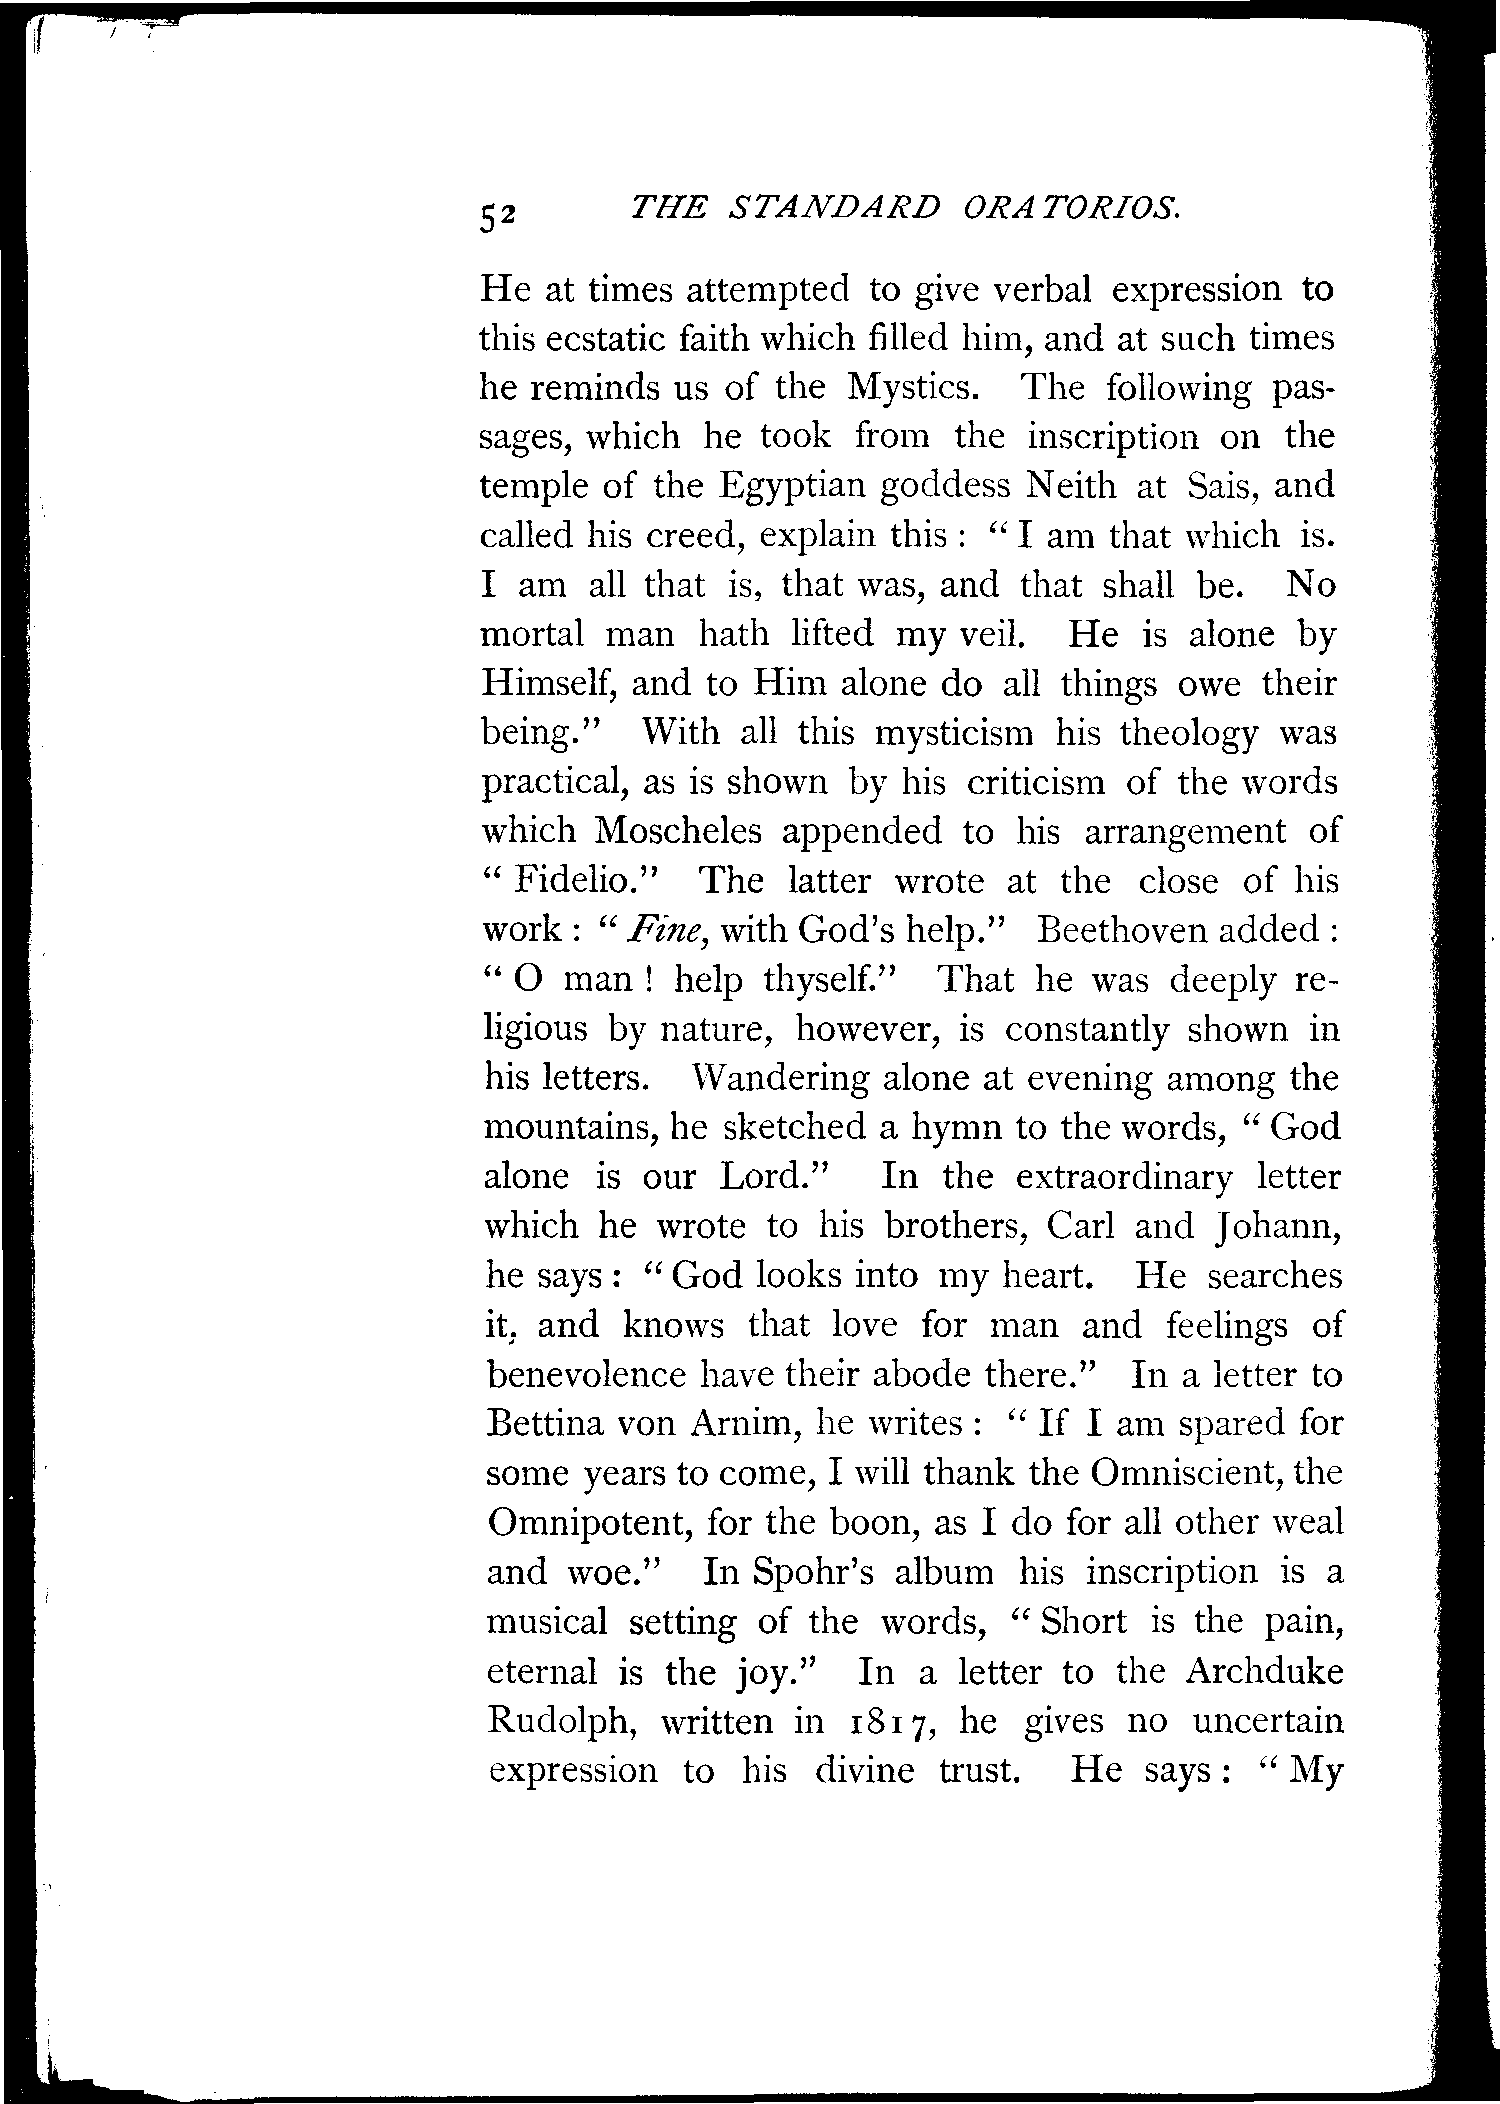 52 THE STANDARD ORATORIOS.
He at times attempted to give verbal expression to
this ecstatic faith which filled him, and at such times
he reminds us of the Mystics. The following pas-
sages, which he took from the inscription on the
temple of the Egyptian goddess Neith at Sais, and
called his creed, explain this : “ I am that which is.
I am all that is, that was, and that shall be. No
mortal man hath lifted my veil. He is alone by
Himself, and to Him alone do all things owe their
being.” With all this mysticism his theology was
practical, as is shown by his criticism of the words
which Moscheles appended to his arrangement of
“ Fidelio.” The latter wrote at the close of his
work : “ Fine, with God's help.” Beethoven added :
“ O man ! help thyself.” That he was deeply re-
ligious by nature, however, is constantly shown in
his letters. Wandering alone at evening among the
mountains, he sketched a hymn to the words, “ God
alone is our Lord.” In the extraordinary letter
which he wrote to his brothers, Carl and Johann,
he says : “ God looks into my heart. He searches
it, and knows that love for man and feelings of
benevolence have their abode there.” In a letter to
Bettina von Arnim, he writes : “ If I am spared for
some years to come, I will thank the Omniscient, the
Omnipotent, for the boon, as I do for all other weal
and woe.” In Spohr's album his inscription is a
musical setting of the words, “ Short is the pain,
eternal is the joy.” In a letter to the Archduke
Rudolph, written in 1817, he gives no uncertain
expression to his divine trust. He says : “ My